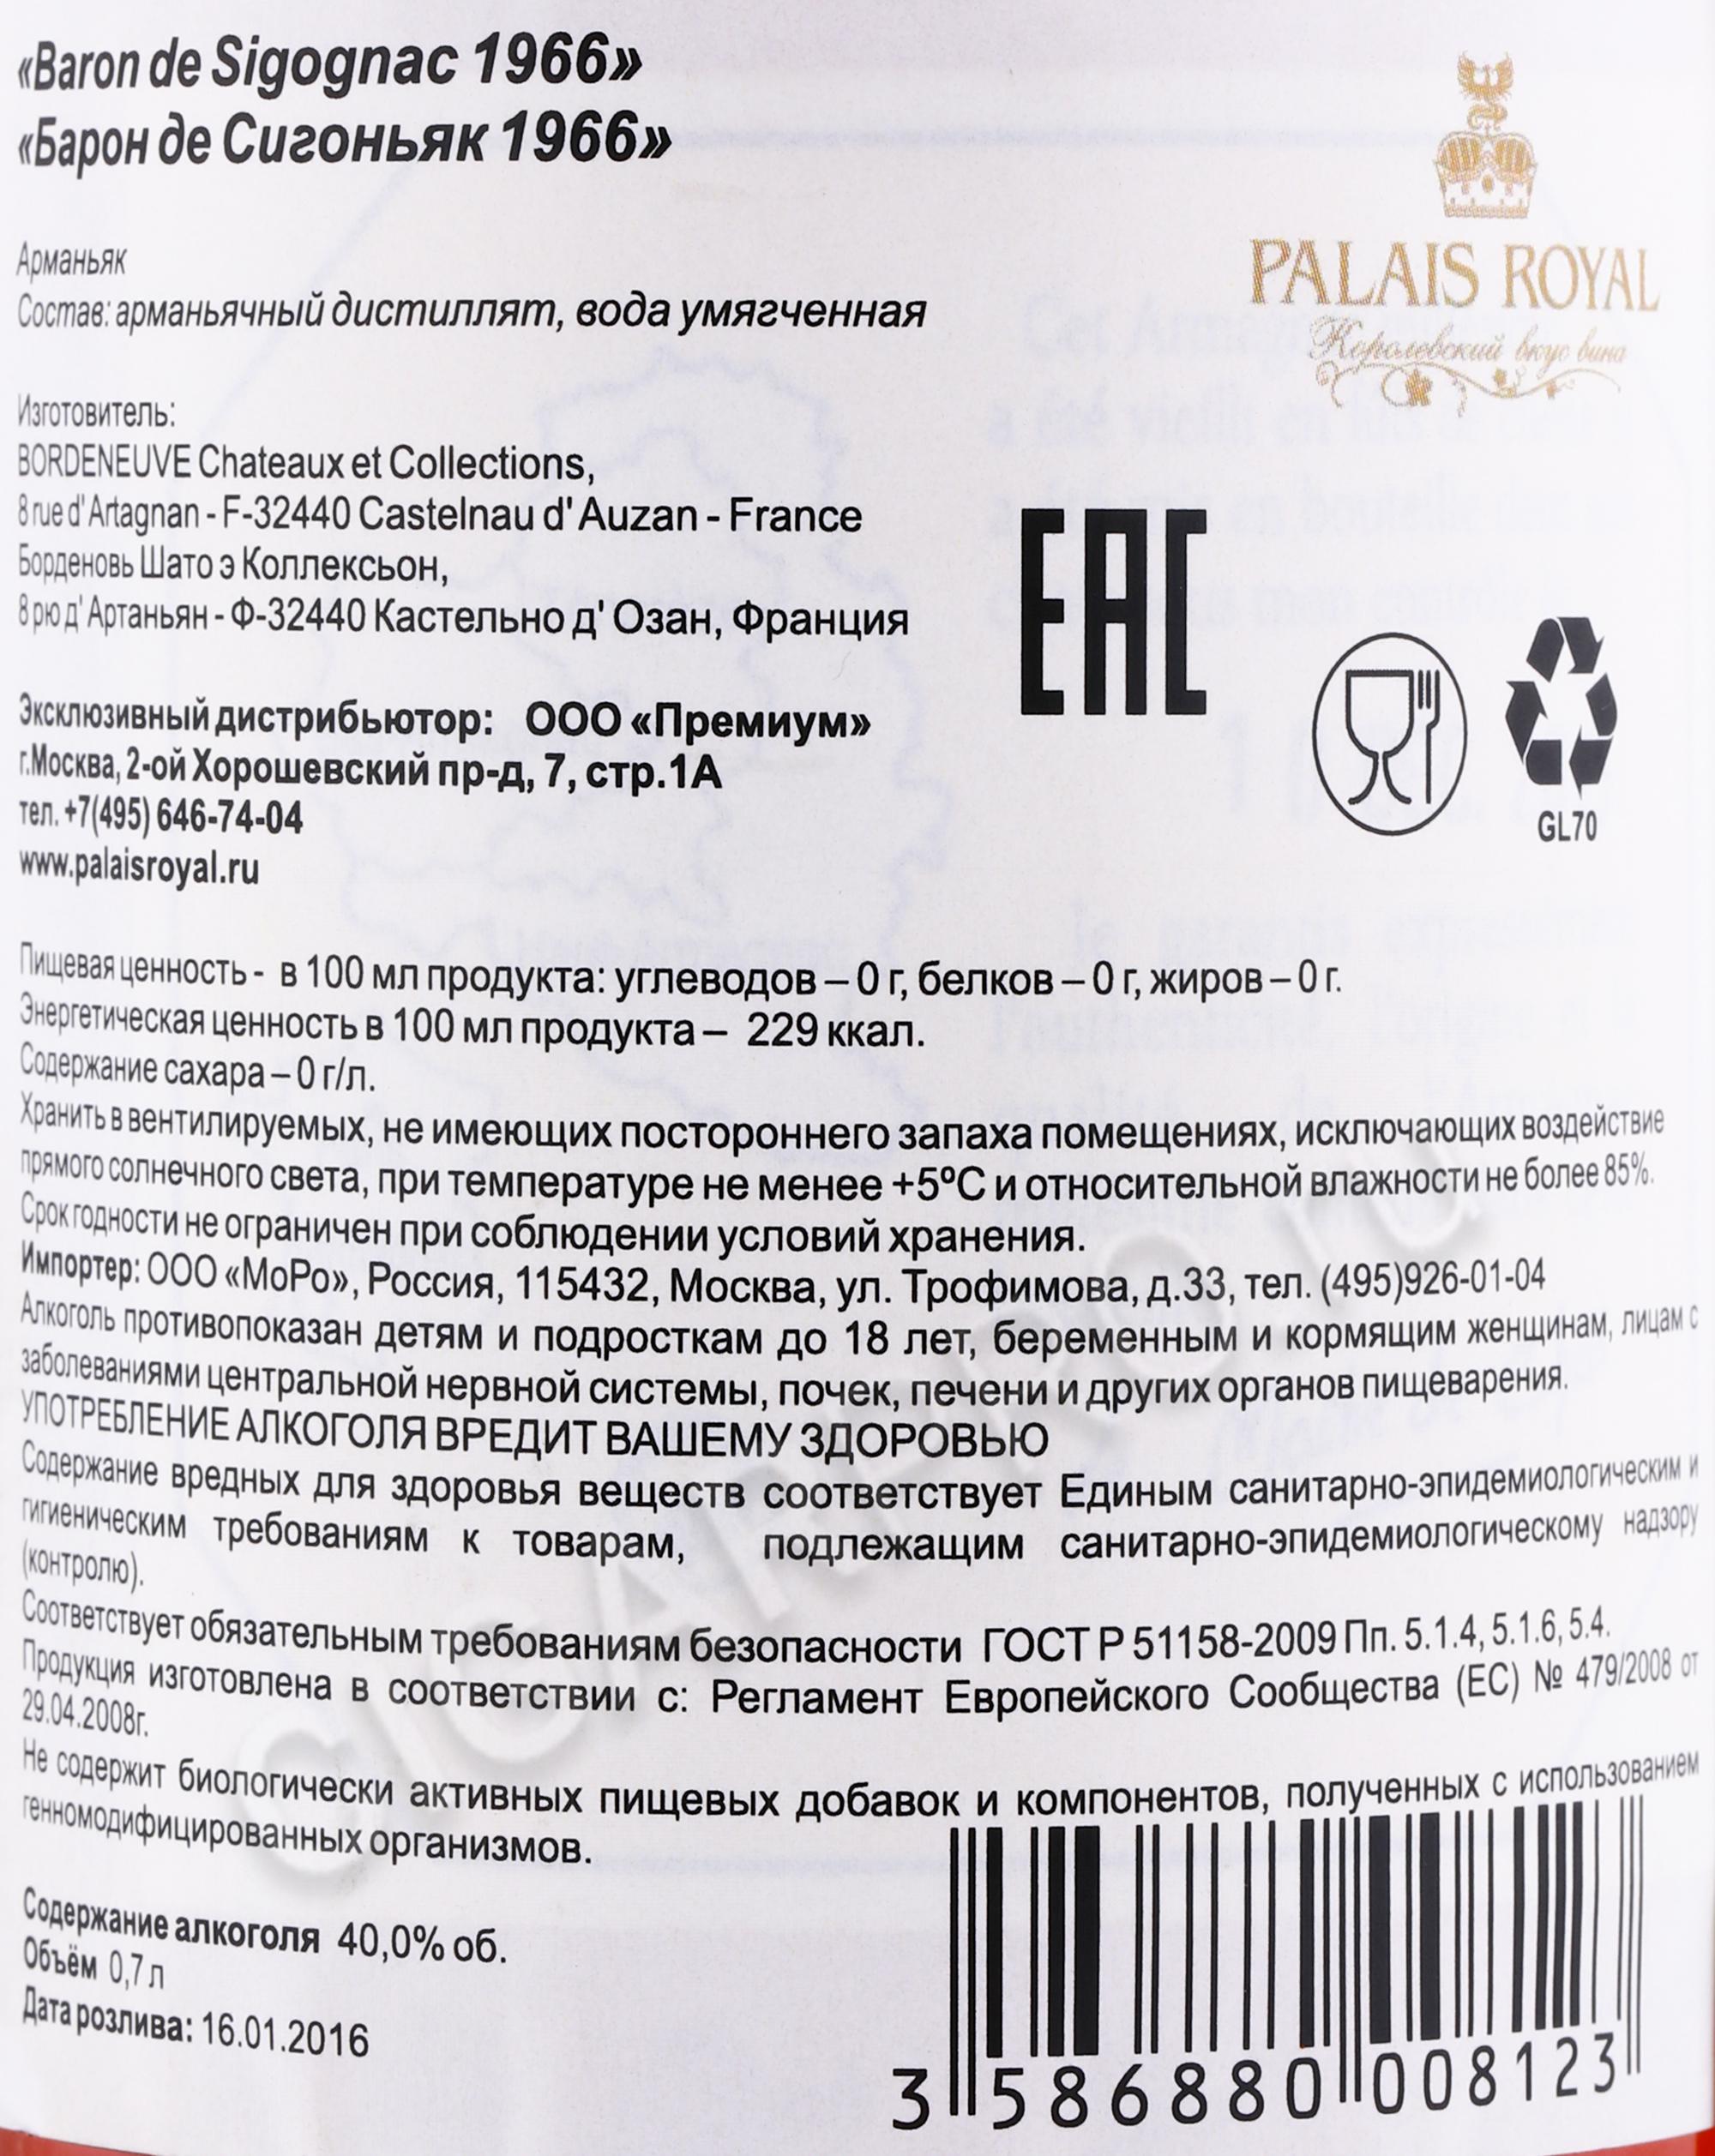 «Baron de Sigognac 1966»
«Барон де Сигоньяк 1966»
PALAIS ROYAL
Королевский вкус вина
Арманьяк
Состав: арманьячный дистиллят, вода умягченная
Изготовитель:
BORDENEUVE Chateaux et Collections,
8 rue d' Artagnan - F-32440 Castelnau d' Auzan - France
Борденовь Шато э Коллексьон,
8 рю д' Артаньян - Ф-32440 Кастельно д' Озан, Франция
EAC
GL70
Эксклюзивный дистрибьютор: ООО «Премиум»
г.Москва, 2-ой Хорошевский пр-д, 7, стр.1А
тел. +7(495) 646-74-04
www.palaisroyal.ru
Пищевая ценность - в 100 мл продукта: углеводов – 0 г, белков – 0 г, жиров – 0 г.
Энергетическая ценность в 100 мл продукта – 229 ккал.
Содержание сахара – 0 г/л.
Хранить в вентилируемых, не имеющих постороннего запаха помещениях, исключающих воздействие
прямого солнечного света, при температуре не менее +5ºС и относительной влажности не более 85%.
Срок годности не ограничен при соблюдении условий хранения.
Импортер: ООО «МоРо», Россия, 115432, Москва, ул. Трофимова, д.33, тел. (495)926-01-04
Алкоголь противопоказан детям и подросткам до 18 лет, беременным и кормящим женщинам, лицам с
заболеваниями центральной нервной системы, почек, печени и других органов пищеварения.
УПОТРЕБЛЕНИЕ АЛКОГОЛЯ ВРЕДИТ ВАШЕМУ ЗДОРОВЬЮ
Содержание вредных для здоровья веществ соответствует Единым санитарно-эпидемиологическим и
гигиеническим требованиям к товарам, подлежащим санитарно-эпидемиологическому надзору
(контролю).
Соответствует обязательным требованиям безопасности ГОСТ Р 51158-2009 Пп. 5.1.4, 5.1.6, 5.4.
Продукция изготовлена в соответствии с: Регламент Европейского Сообщества (ЕС) № 479/2008 от
29.04.2008г.
Не содержит биологически активных пищевых добавок и компонентов, полученных с использованием
генномодифицированных организмов.
Содержание алкоголя 40,0% об.
Объём 0,7 л
Дата розлива: 16.01.2016
3 586880 008123
CIGARPRO.ru